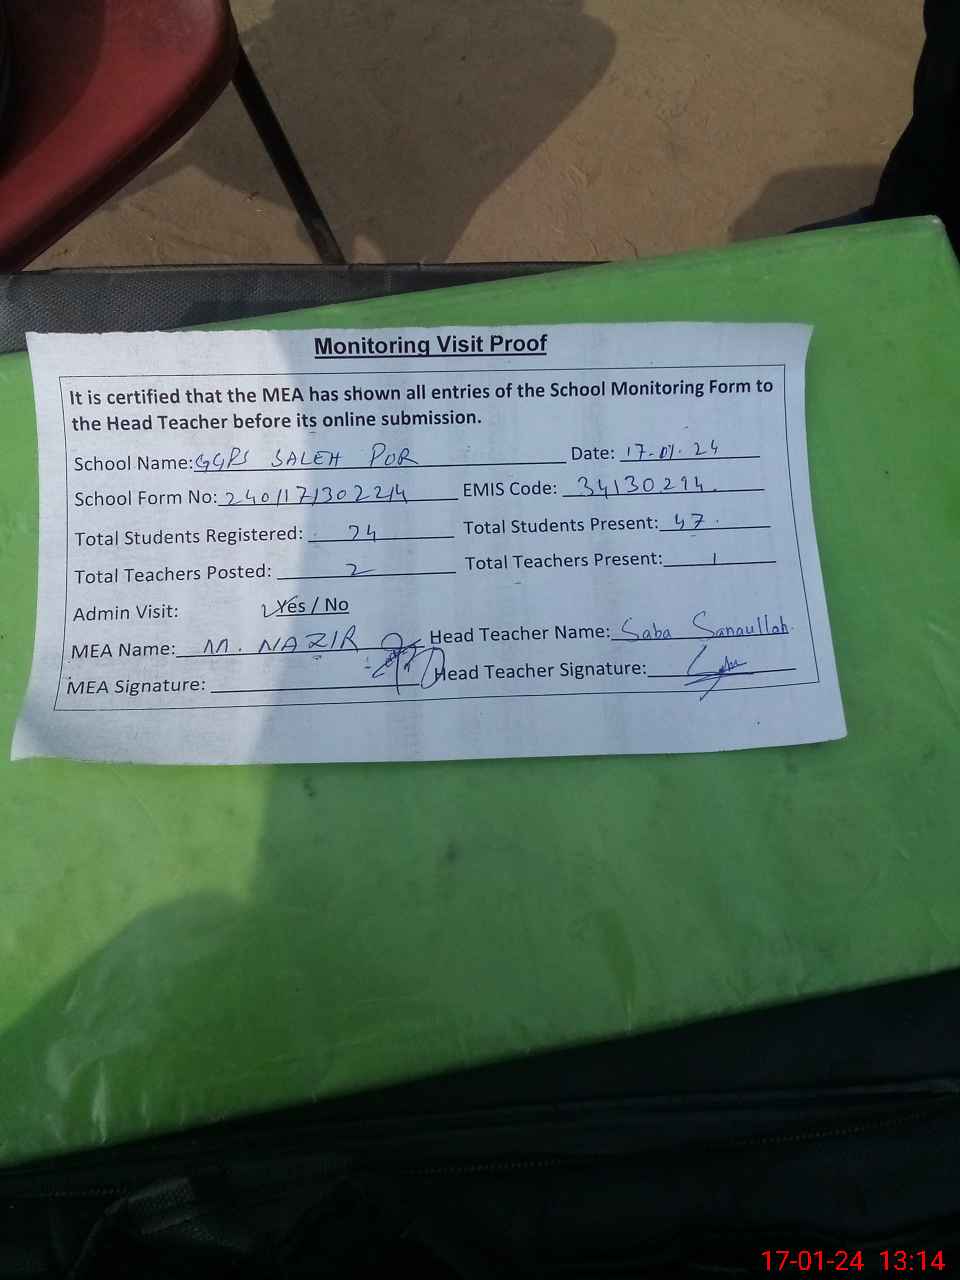 Monitoring Visit Proof
It is certified that the MEA has shown all entries of the School Monitoring Form to
the Head Teacher before its online submission.
School Name: GGPS SALEH POR Date: 17-01-24
School Form No: 240117130224 EMIS Code: 34130294
Total Students Registered: 74 Total Students Present: 47
Total Teachers Posted: 2 Total Teachers Present: 1
Admin Visit: Yes / No
MEA Name: M. NAZIR Head Teacher Name: Saba Sanaullah
MEA Signature: Head Teacher Signature:
17-01-24 13:14